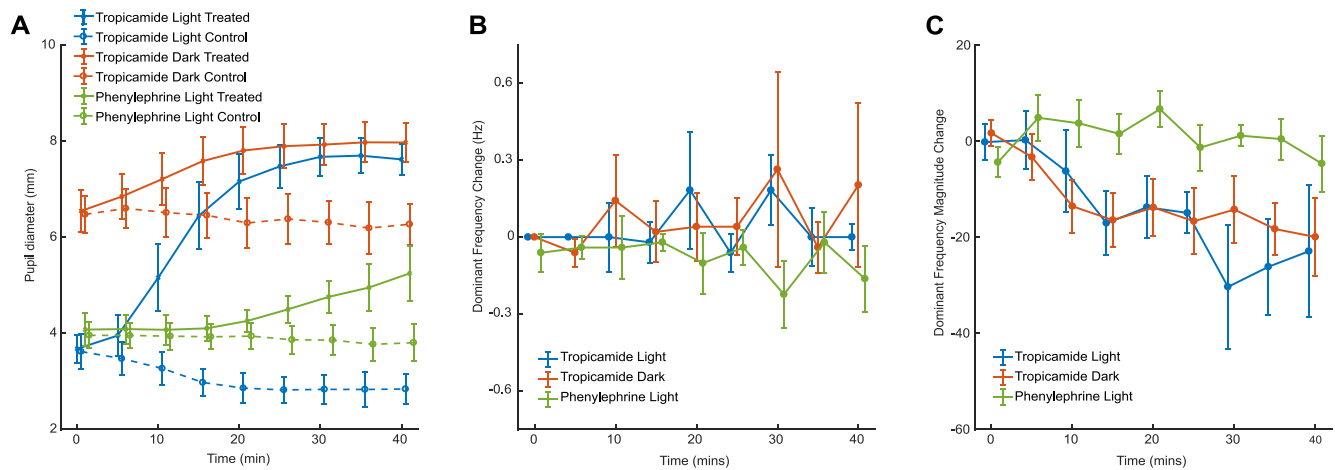 A
Tropicamide Light Treated
Tropicamide Light Control
Tropicamide Dark Treated
Tropicamide Dark Control
Phenylephrine Light Treated
Phenylephrine Light Control
Pupil diameter (mm)
10
8
6
4
2
0
10
20
30
40
Time (min)
B
Dominant Frequency Change (Hz)
0.6
0.3
0
-0.3
-0.6
Tropicamide Light
Tropicamide Dark
Phenylephrine Light
0
10
20
30
40
Time (mins)
C
Dominant Frequency Magnitude Change
20
0
-20
-40
-60
Tropicamide Light
Tropicamide Dark
Phenylephrine Light
0
10
20
30
40
Time (mins)